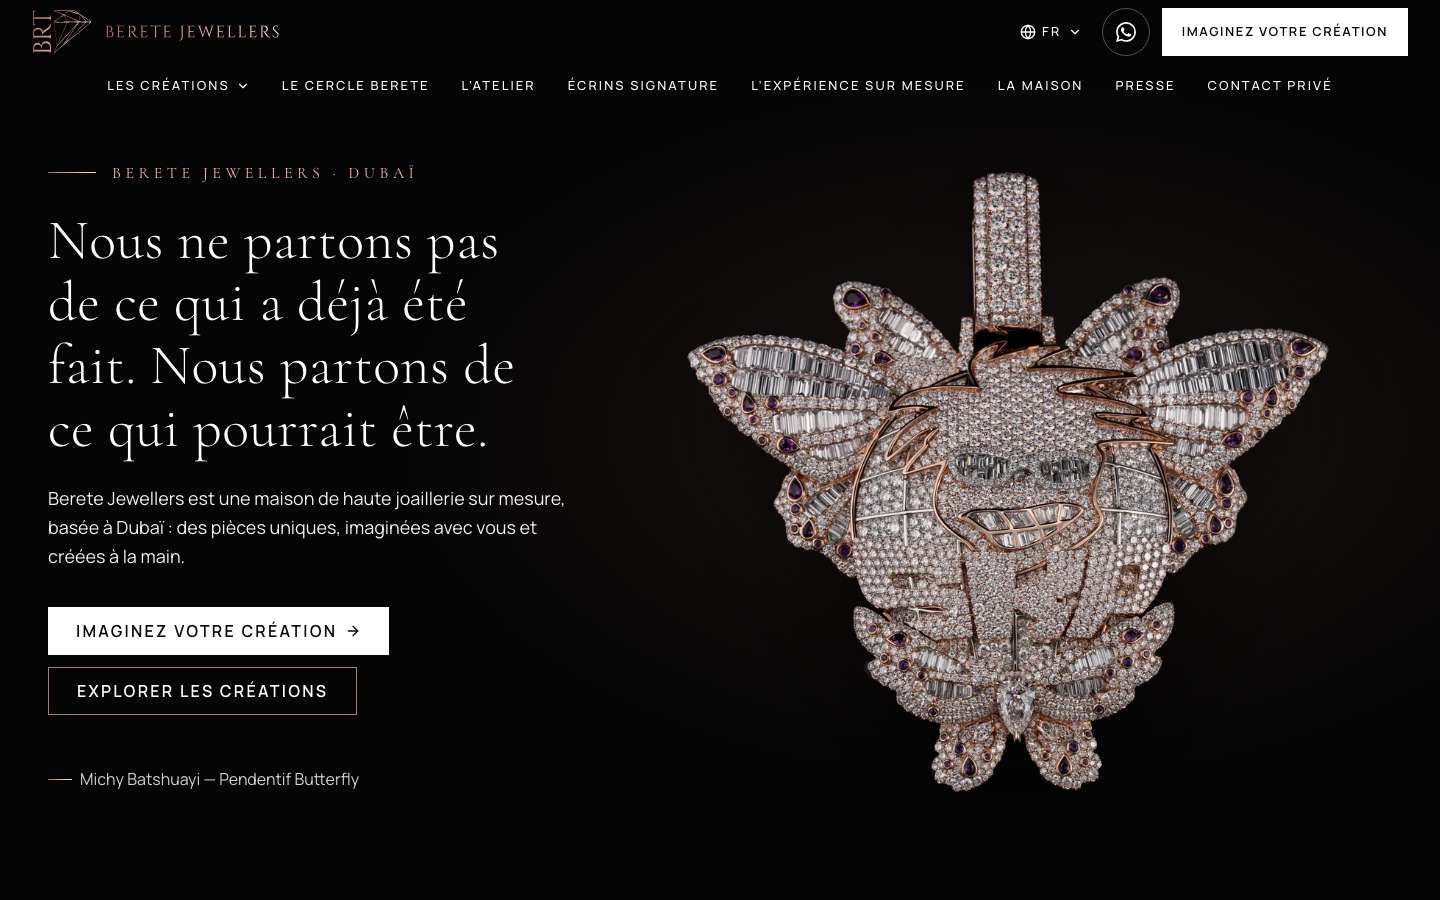 BRT
BERETE JEWELLERS
FR
IMAGINEZ VOTRE CRÉATION
LES CRÉATIONS
LE CERCLE BERETE
L'ATELIER
ÉCRINS SIGNATURE
L'EXPÉRIENCE SUR MESURE
LA MAISON
PRESSE
CONTACT PRIVÉ
BERETE JEWELLERS · DUBAÏ
Nous ne partons pas
de ce qui a déjà été
fait. Nous partons de
ce qui pourrait être.
Berete Jewellers est une maison de haute joaillerie sur mesure,
basée à Dubaï : des pièces uniques, imaginées avec vous et
créées à la main.
IMAGINEZ VOTRE CRÉATION →
EXPLORER LES CRÉATIONS
Michy Batshuayi — Pendentif Butterfly